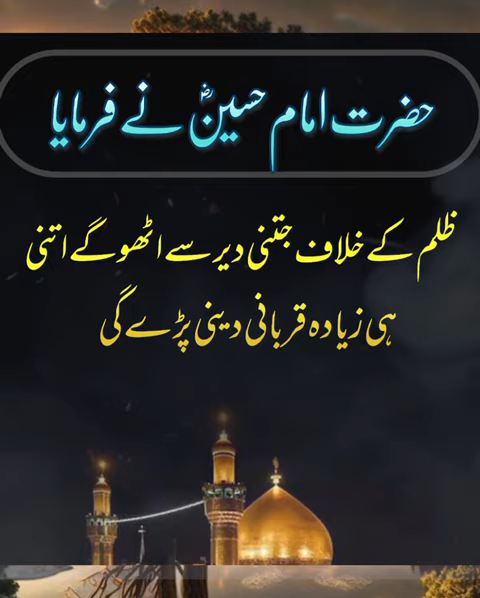 حضرت امام حسینؓ نے فرمایا
ظلم کے خلاف جتنی دیر سے اٹھو گے اتنی
ہی زیادہ قربانی دینی پڑے گی